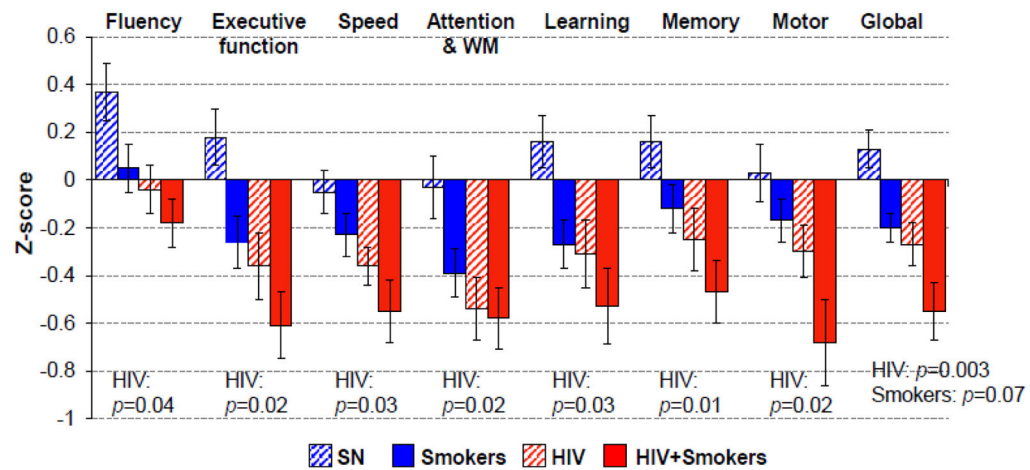 Fluency Executive function Speed Attention & WM Learning Memory Motor Global
Z-score
0.6
0.4
0.2
0
-0.2
-0.4
-0.6
-0.8
-1
HIV: p=0.04
HIV: p=0.02
HIV: p=0.03
HIV: p=0.02
HIV: p=0.03
HIV: p=0.01
HIV: p=0.02
HIV: p=0.003
Smokers: p=0.07
SN Smokers HIV HIV+Smokers